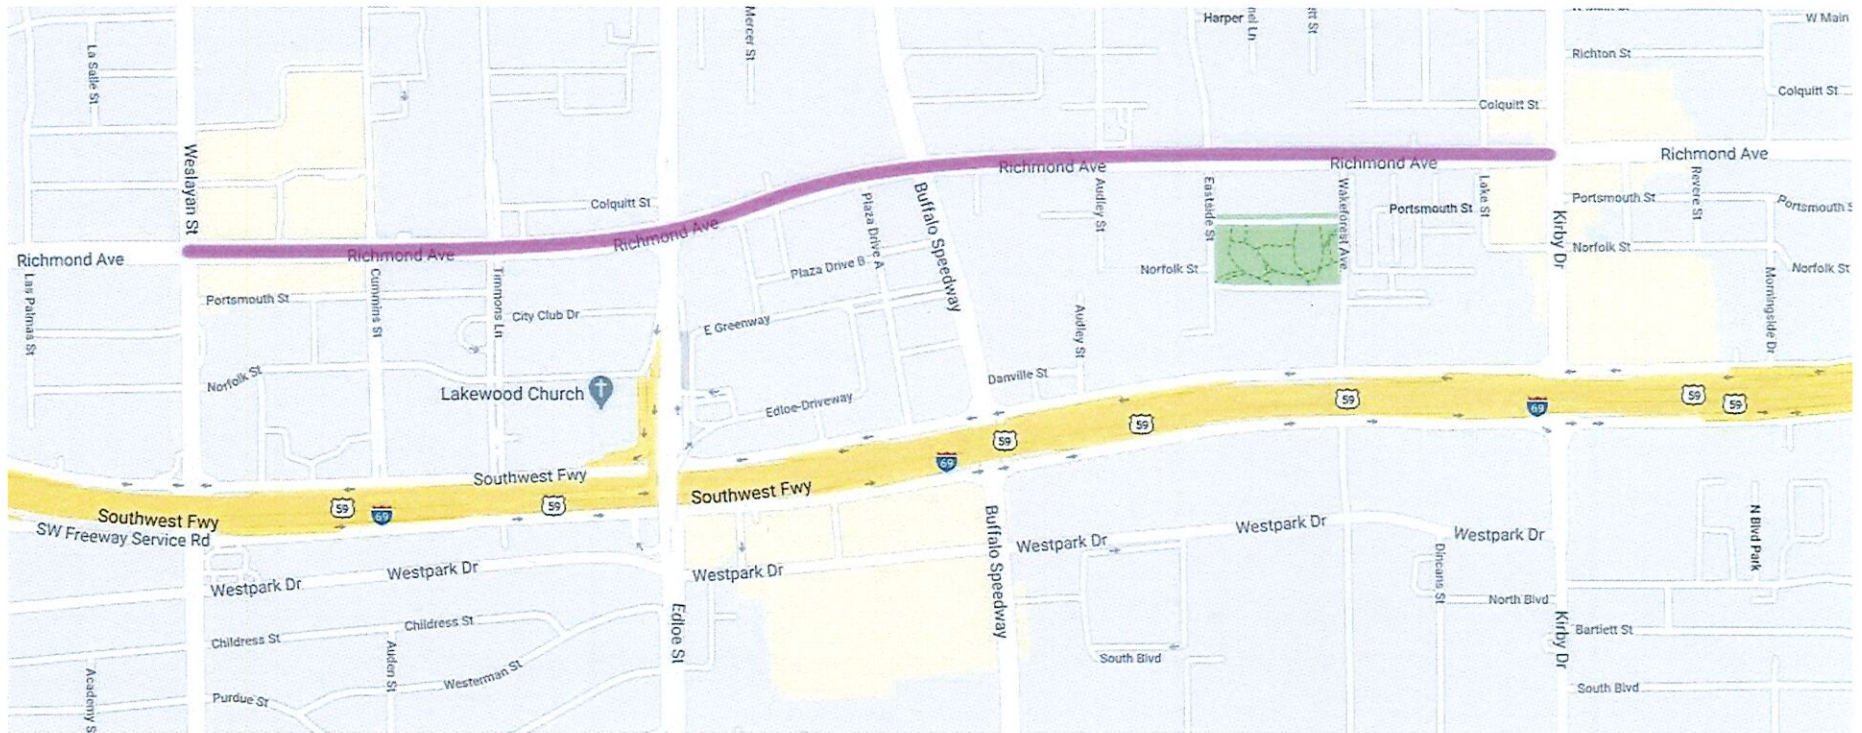 Harper
nel Ln
ett St
W Main
Mercer St
La Salle St
Richton St
Colquitt St
Colquitt St
Weslayan St
Richmond Ave
Richmond Ave
Richmond Ave
Richmond Ave
Richmond Ave
Richmond Ave
Colquitt St
Plaza Drive A
Buffalo Speedway
Audley St
Eastside St
Wakeforest Ave
Portsmouth St
Lake St
Kirby Dr
Portsmouth St
Revere St
Portsmouth S
Norfolk St
Norfolk St
Norfolk St
Plaza Drive B
Las Palmas St
Portsmouth St
Cummins St
Timmons Ln
City Club Dr
E Greenway
Audley St
Morningside Dr
Norfolk St
Lakewood Church
Edloe-Driveway
Danville St
59
59
59
69
59
59
69
Southwest Fwy
Southwest Fwy
59
59
69
Southwest Fwy
SW Freeway Service Rd
Westpark Dr
Westpark Dr
Westpark Dr
Buffalo Speedway
Westpark Dr
Westpark Dr
Westpark Dr
N Blvd Park
Dincans St
North Blvd
Edloe St
Childress St
Childress St
Auden St
Westerman St
Academy S
Purdue St
South Blvd
Kirby Dr
Bartlett St
South Blvd